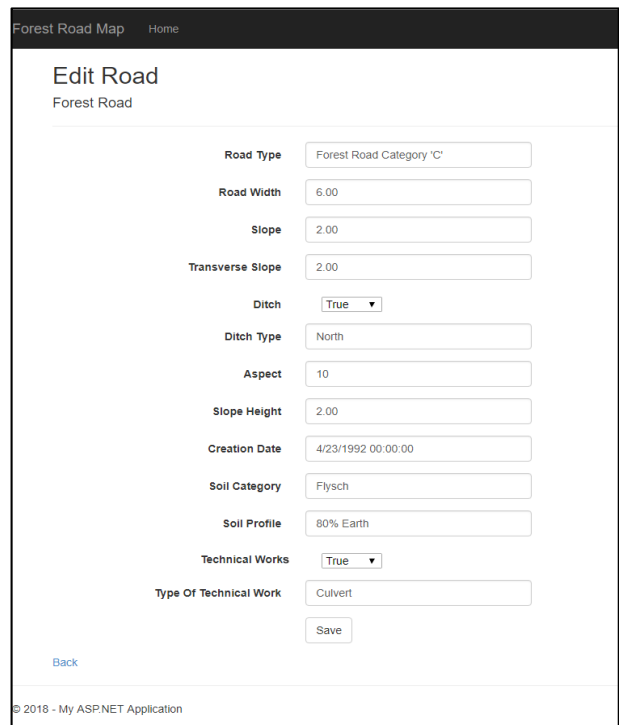 Forest Road Map Home
Edit Road
Forest Road
Road Type Forest Road Category 'C'
Road Width 6.00
Slope 2.00
Transverse Slope 2.00
Ditch True
Ditch Type North
Aspect 10
Slope Height 2.00
Creation Date 4/23/1992 00:00:00
Soil Category Flysch
Soil Profile 80% Earth
Technical Works True
Type Of Technical Work Culvert
Save
Back
© 2018 - My ASP.NET Application